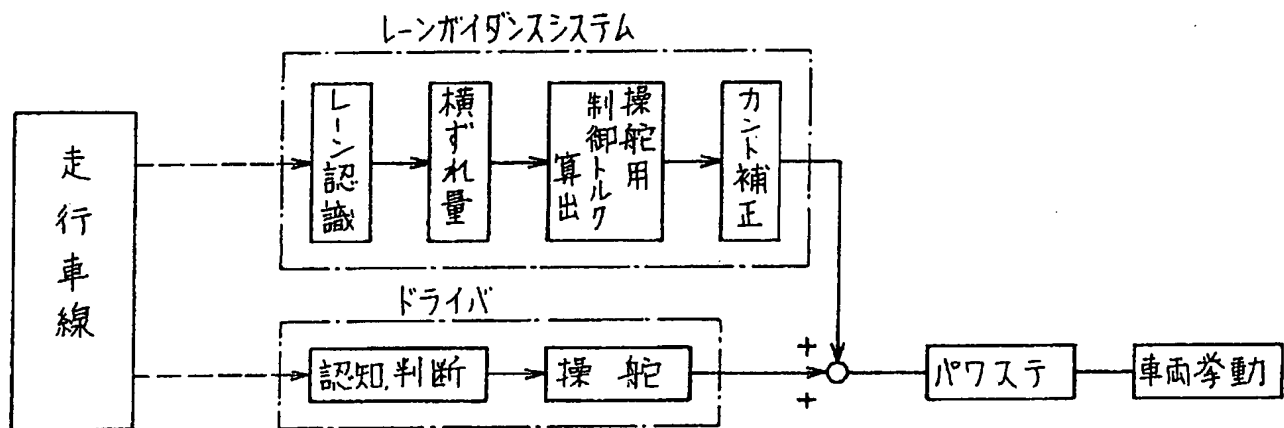 レーンガイダンスシステム
走行車線
レーン認識
横ずれ量
操舵用
制御トルク
算出
カント補正
ドライバ
認知,判断
操舵
+
+
パワステ
車両挙動